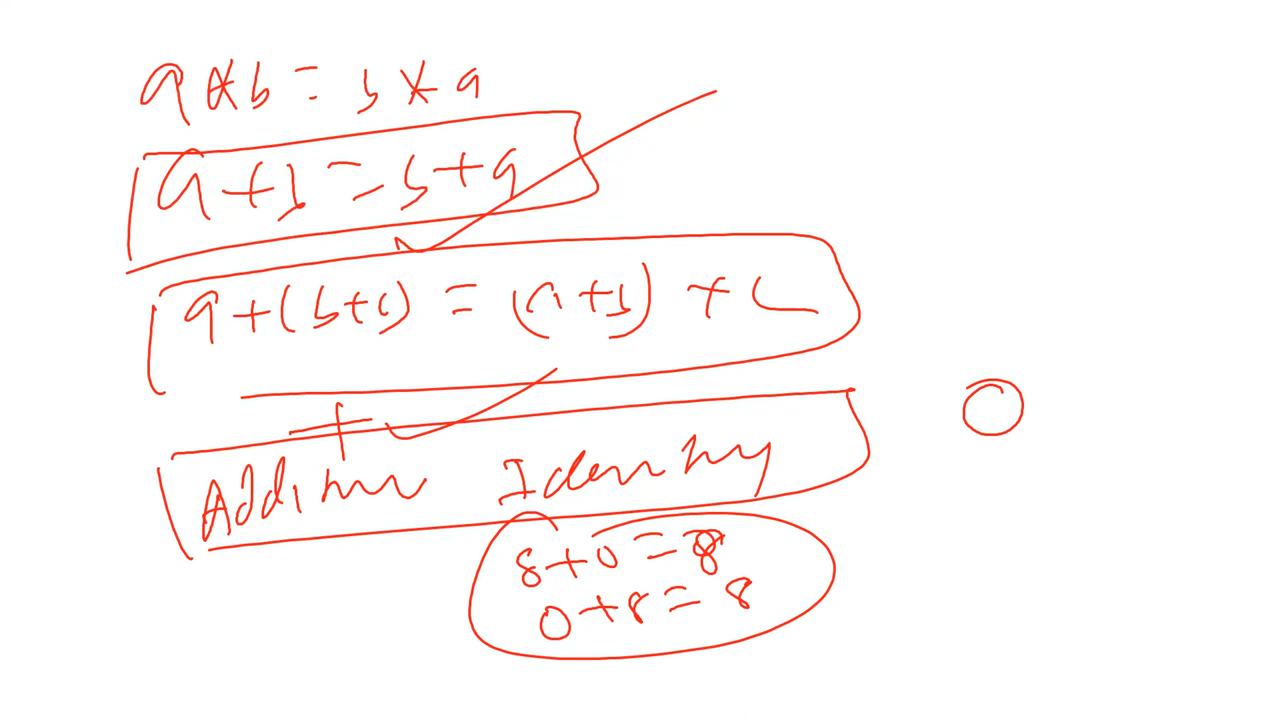 a * b = b * a
a + b = b + a
a + (b + c) = (a + b) + c
+
Additive Identity
0
8 + 0 = 8
0 + 8 = 8